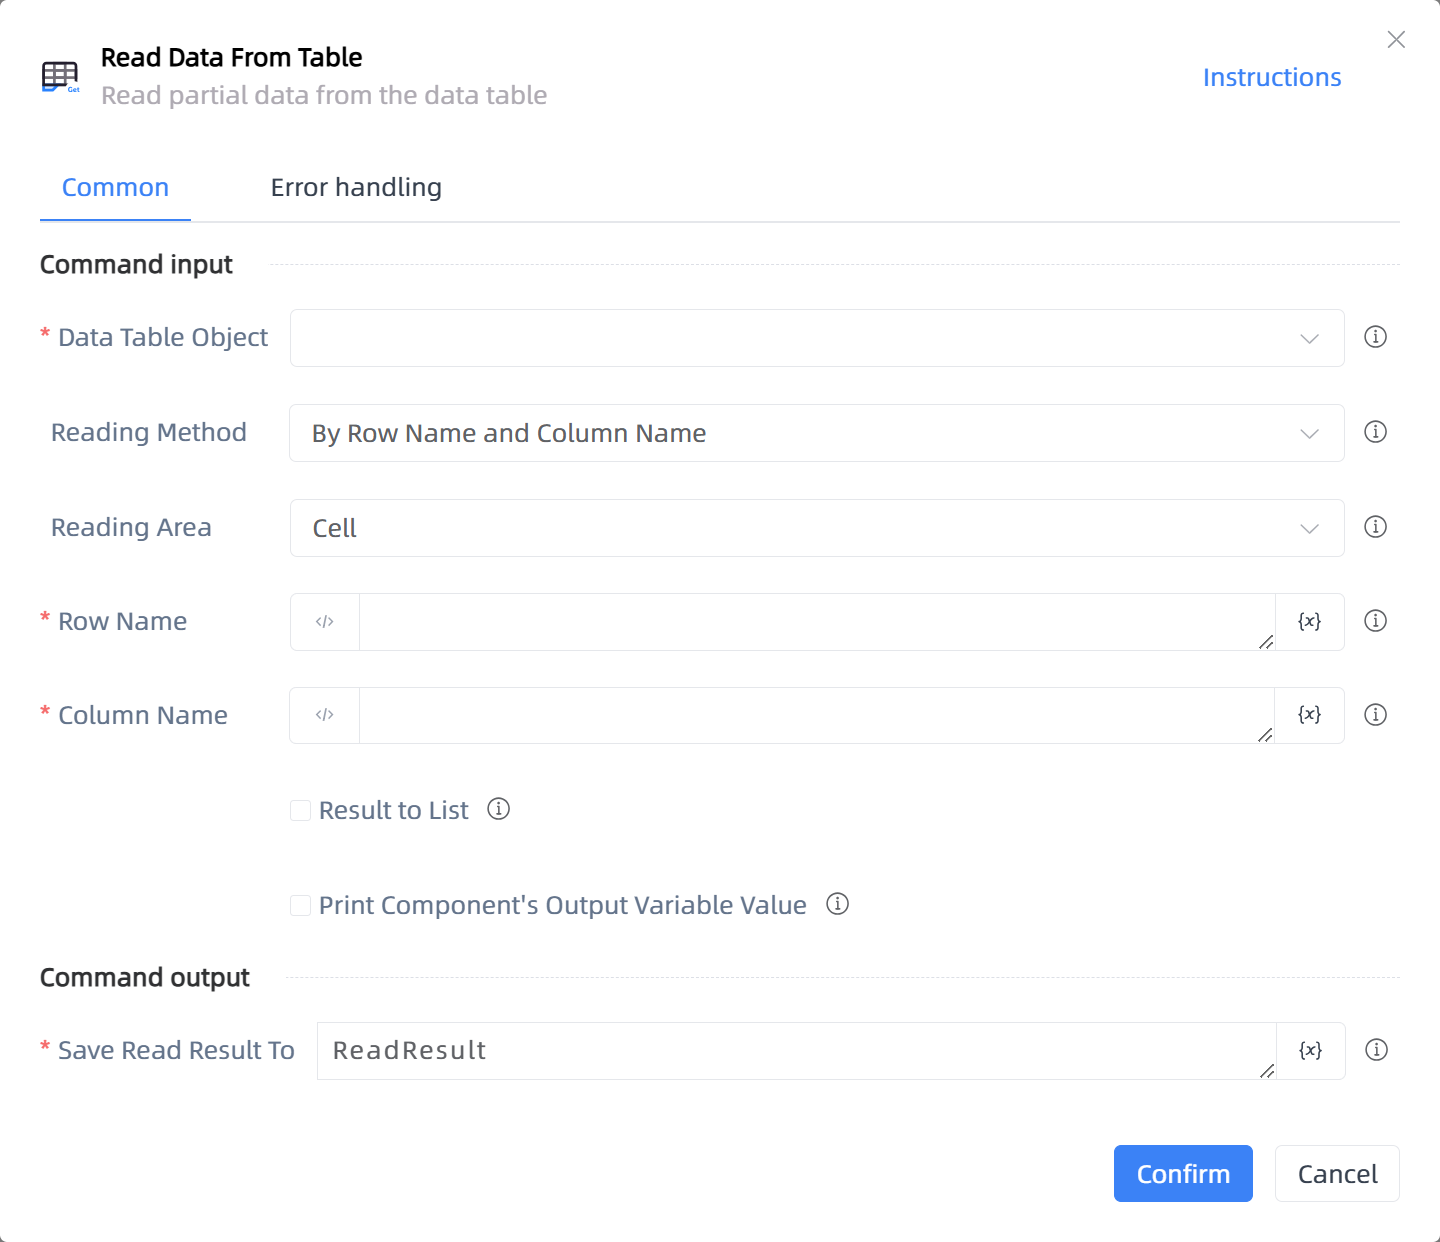 Read Data From Table
Get
Read partial data from the data table
Instructions
Common
Error handling
Command input
* Data Table Object
Reading Method
By Row Name and Column Name
Reading Area
Cell
* Row Name
</>
{x}
* Column Name
</>
{x}
Result to List
Print Component's Output Variable Value
Command output
* Save Read Result To
ReadResult
{x}
Confirm
Cancel